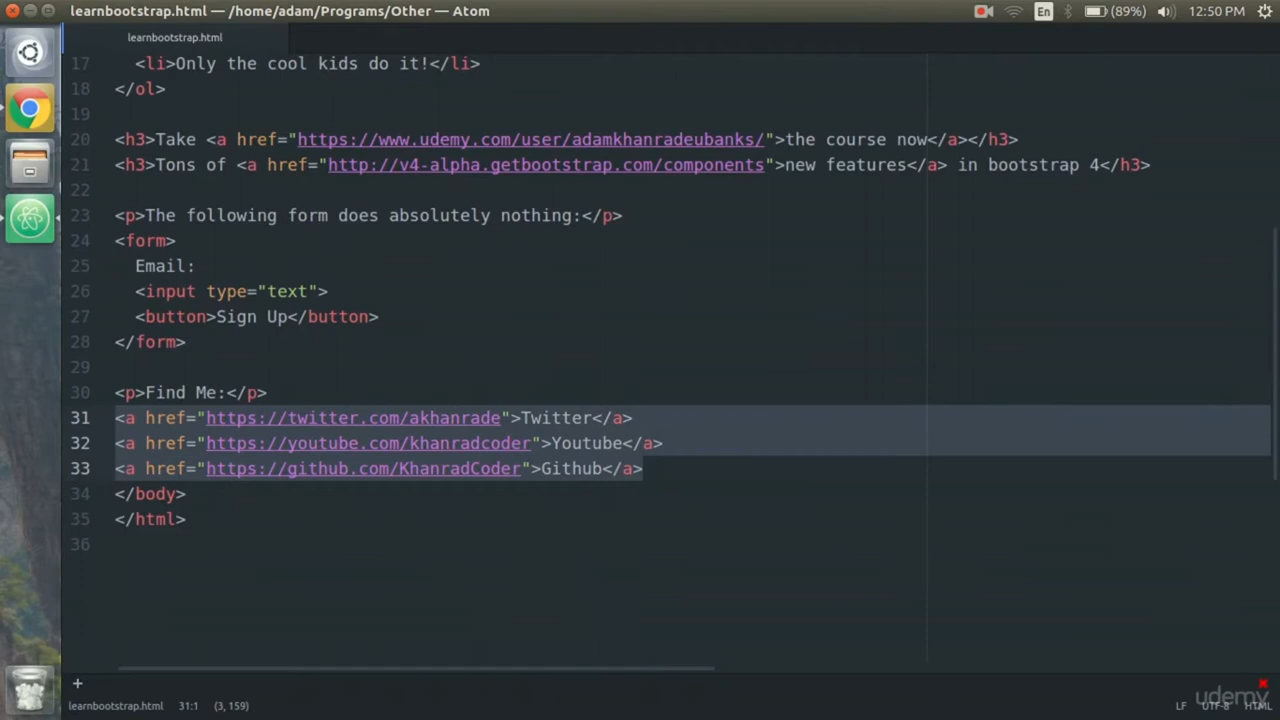 learnbootstrap.html — /home/adam/Programs/Other — Atom
En (89%) 12:50 PM
learnbootstrap.html
17 <li>Only the cool kids do it!</li>
18 </ol>
19
20 <h3>Take <a href="https://www.udemy.com/user/adamkhanradeubanks/">the course now</a></h3>
21 <h3>Tons of <a href="http://v4-alpha.getbootstrap.com/components">new features</a> in bootstrap 4</h3>
22
23 <p>The following form does absolutely nothing:</p>
24 <form>
25 Email:
26 <input type="text">
27 <button>Sign Up</button>
28 </form>
29
30 <p>Find Me:</p>
31 <a href="https://twitter.com/akhanrade">Twitter</a>
32 <a href="https://youtube.com/khanradcoder">Youtube</a>
33 <a href="https://github.com/KhanradCoder">Github</a>
34 </body>
35 </html>
36
+
learnbootstrap.html 31:1 (3, 159)
LF UTF-8 HTML
udemy